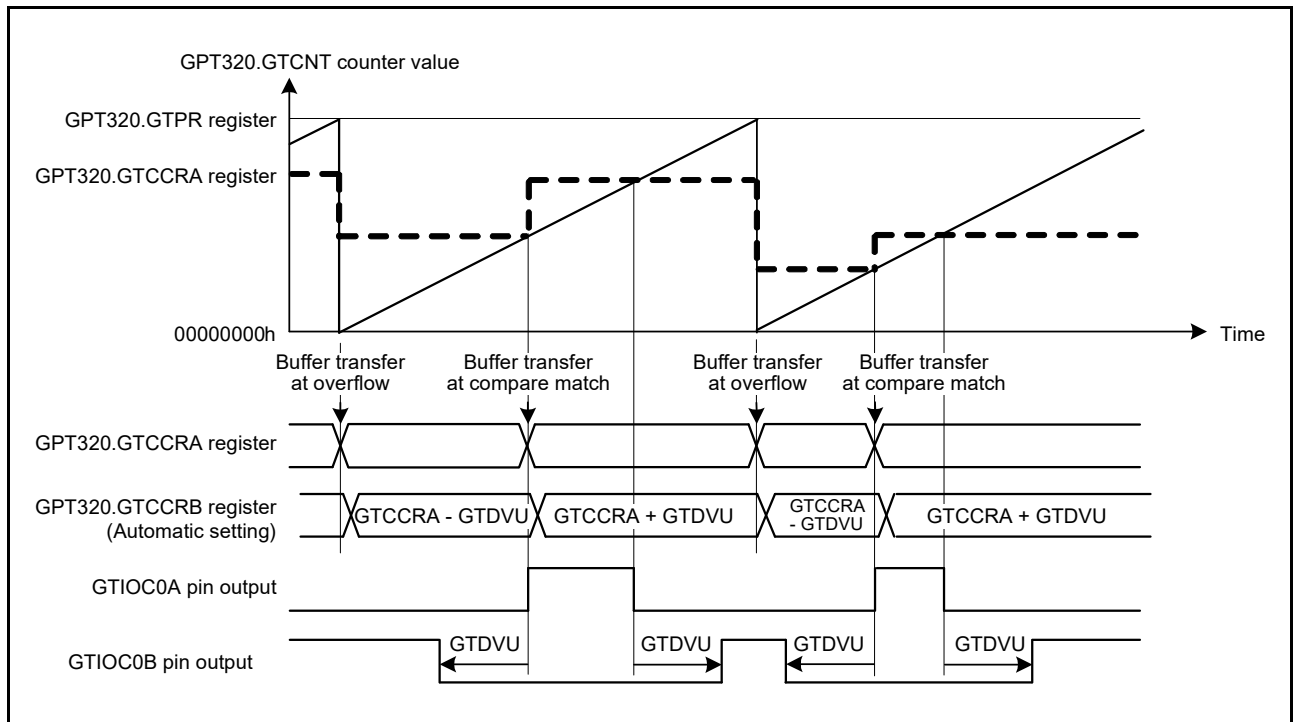 GPT320.GTCNT counter value
GPT320.GTPR register
GPT320.GTCCRA register
00000000h
Time
Buffer transfer
at overflow
Buffer transfer
at compare match
Buffer transfer
at overflow
Buffer transfer
at compare match
GPT320.GTCCRA register
GPT320.GTCCRB register
(Automatic setting)
GTCCRA - GTDVU
GTCCRA + GTDVU
GTCCRA
- GTDVU
GTCCRA + GTDVU
GTIOC0A pin output
GTIOC0B pin output
GTDVU
GTDVU
GTDVU
GTDVU